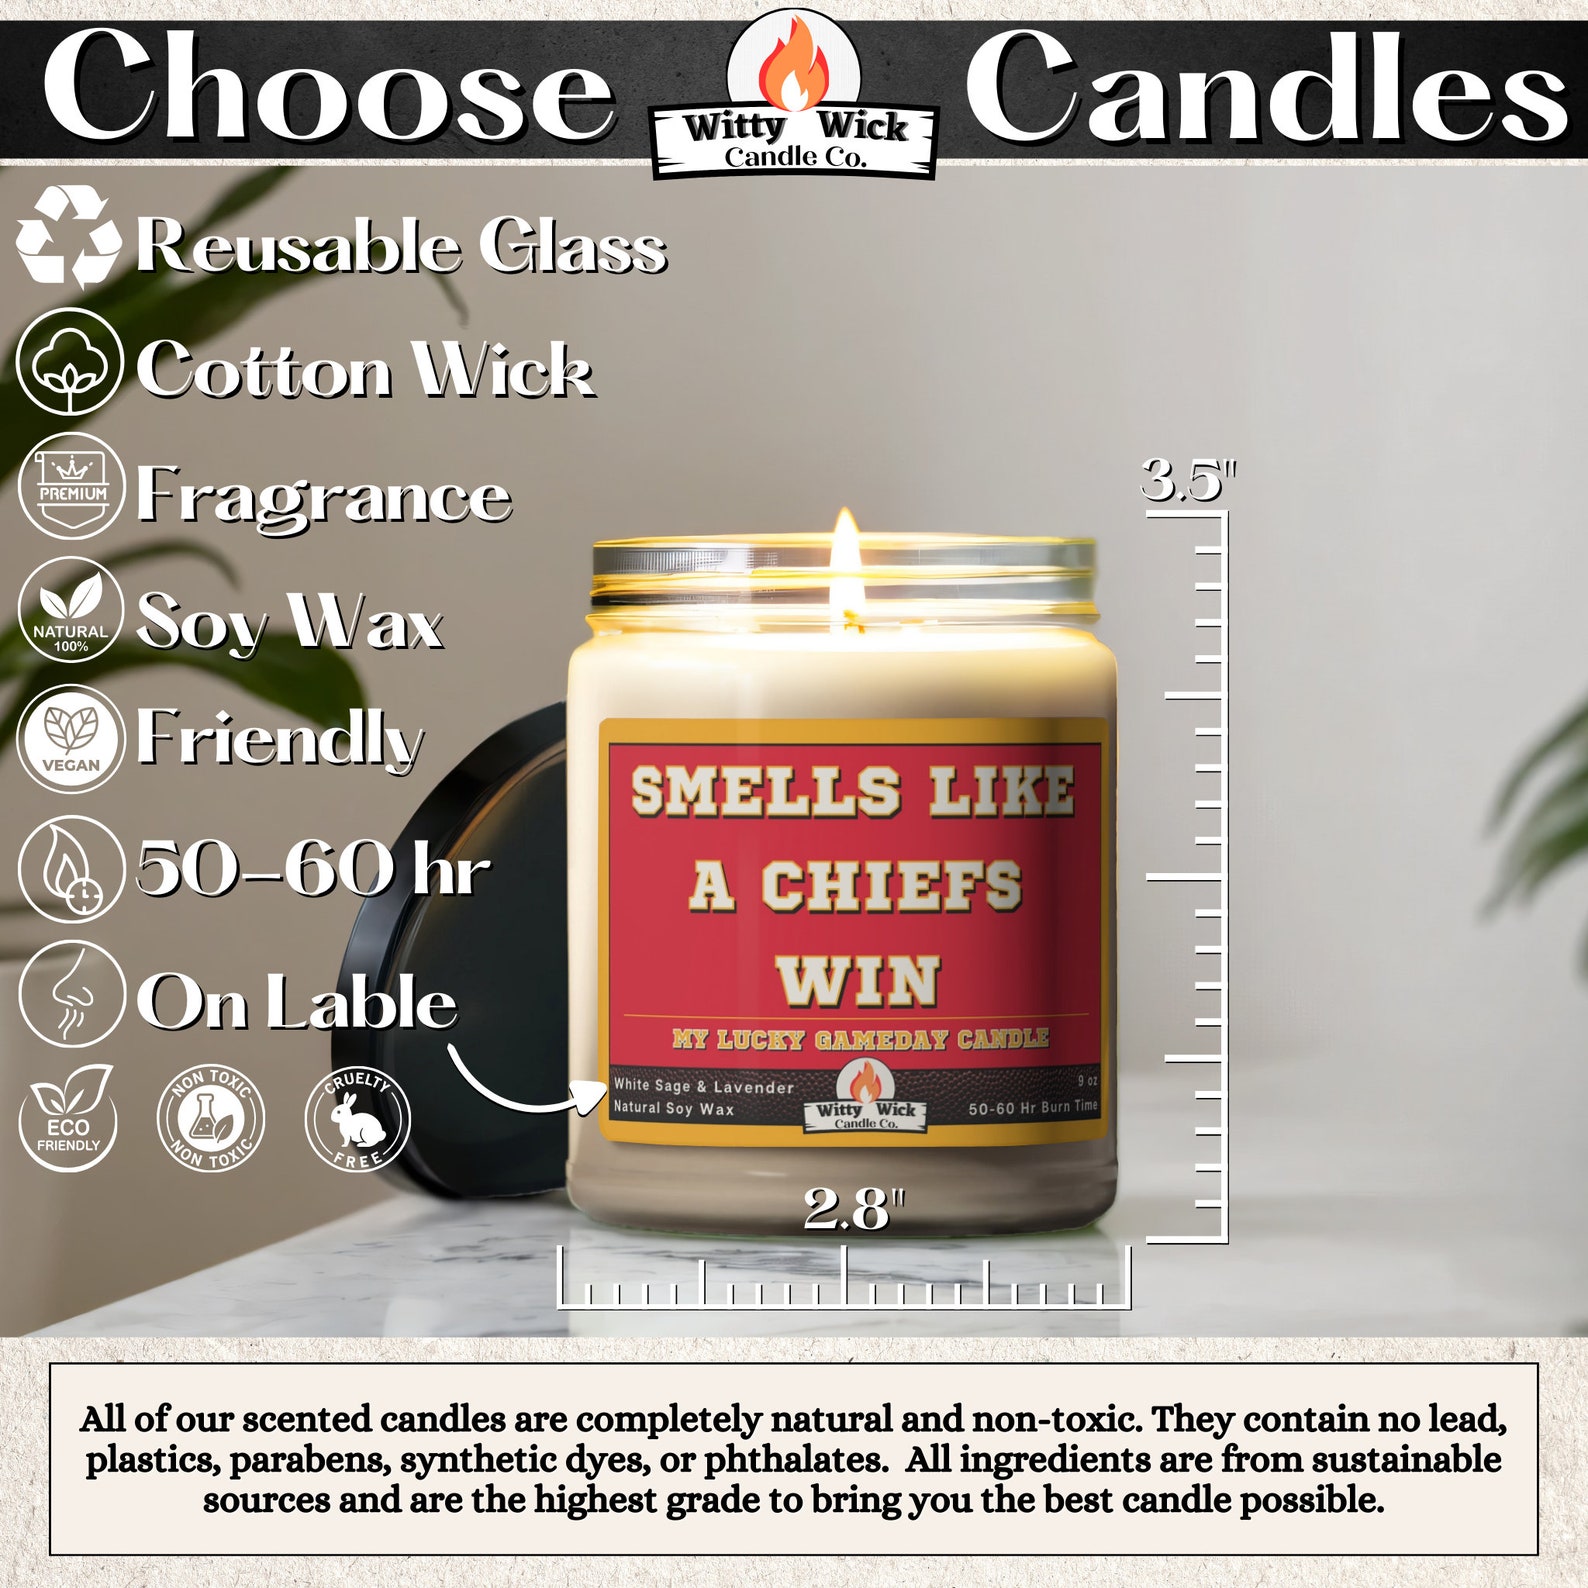 Choose Candles
Witty Wick
Candle Co.
Reusable Glass
Cotton Wick
PREMIUM
Fragrance
NATURAL
100%
Soy Wax
VEGAN
Friendly
50-60 hr
On Lable
ECO
FRIENDLY
NON TOXIC
NON TOXIC
CRUELTY
FREE
3.5"
SMELLS LIKE
A CHIEFS
WIN
MY LUCKY GAMEDAY CANDLE
White Sage & Lavender
Natural Soy Wax
Witty Wick
Candle Co.
9 oz
50-60 Hr Burn Time
2.8"
All of our scented candles are completely natural and non-toxic. They contain no lead,
plastics, parabens, synthetic dyes, or phthalates. All ingredients are from sustainable
sources and are the highest grade to bring you the best candle possible.